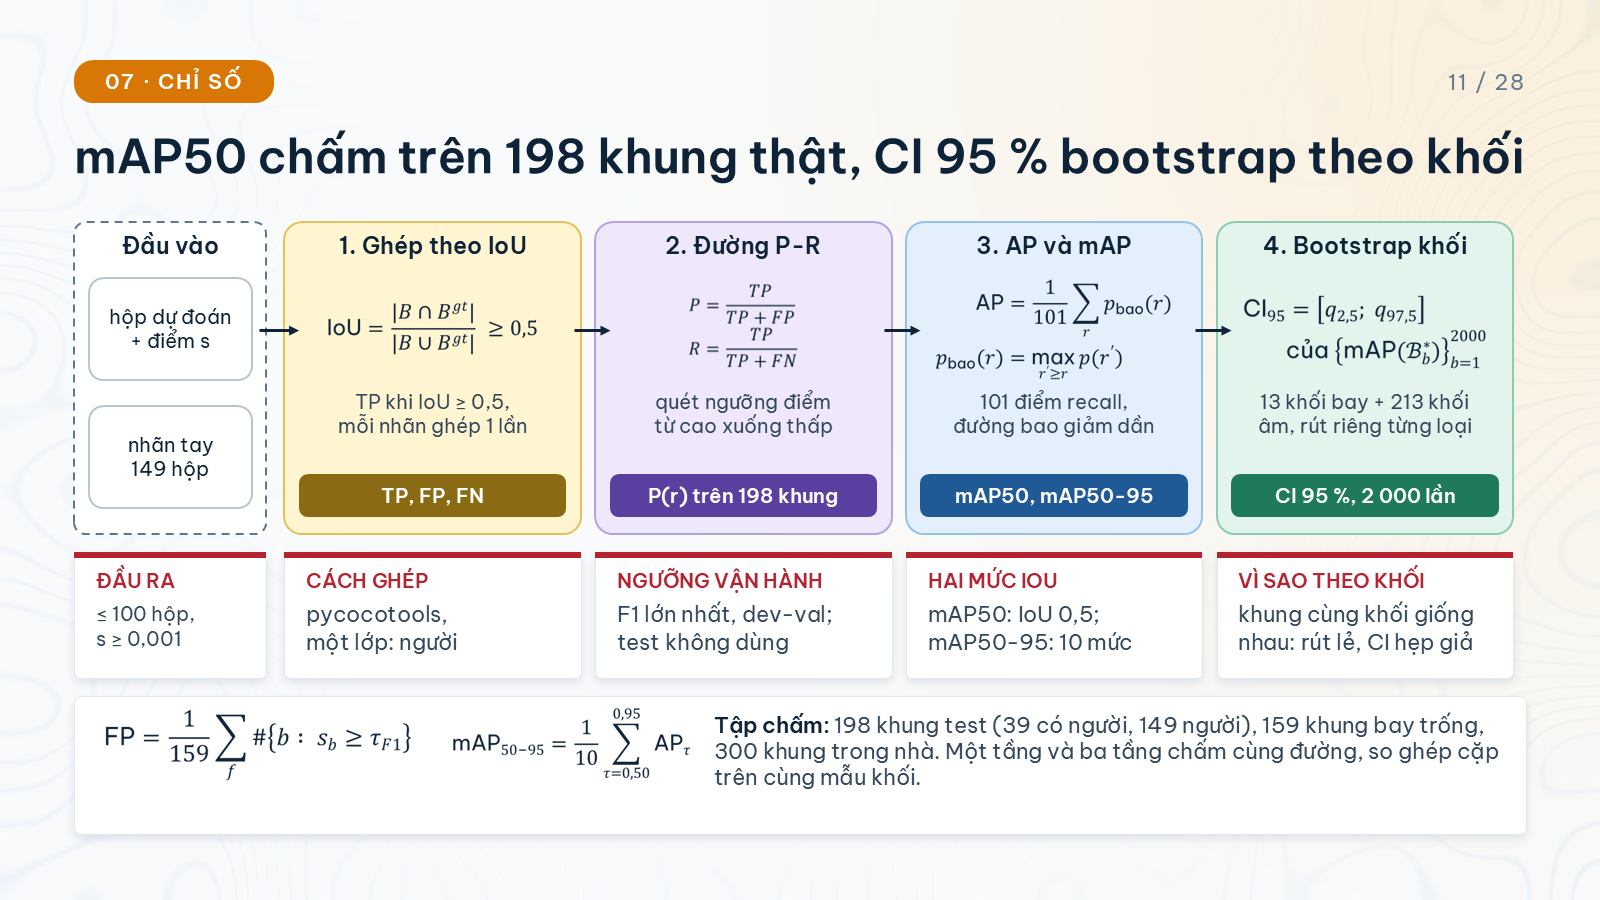 07 · CHỈ SỐ
11 / 28
mAP50 chấm trên 198 khung thật, CI 95 % bootstrap theo khối
Đầu vào
hộp dự đoán
+ điểm s
nhãn tay
149 hộp
1. Ghép theo IoU
IoU = |B ∩ B^{gt}| / |B ∪ B^{gt}| ≥ 0,5
TP khi IoU ≥ 0,5,
mỗi nhãn ghép 1 lần
TP, FP, FN
2. Đường P-R
P = TP / (TP + FP)
R = TP / (TP + FN)
quét ngưỡng điểm
từ cao xuống thấp
P(r) trên 198 khung
3. AP và mAP
AP = 1/101 ∑_r p_bao(r)
p_bao(r) = max_{r′≥r} p(r′)
101 điểm recall,
đường bao giảm dần
mAP50, mAP50-95
4. Bootstrap khối
CI_95 = [q_{2,5}; q_{97,5}]
của {mAP(ℬ*_b)}_{b=1}^{2000}
13 khối bay + 213 khối
âm, rút riêng từng loại
CI 95 %, 2 000 lần
ĐẦU RA
≤ 100 hộp,
s ≥ 0,001
CÁCH GHÉP
pycocotools,
một lớp: người
NGƯỠNG VẬN HÀNH
F1 lớn nhất, dev-val;
test không dùng
HAI MỨC IOU
mAP50: IoU 0,5;
mAP50-95: 10 mức
VÌ SAO THEO KHỐI
khung cùng khối giống
nhau: rút lẻ, CI hẹp giả
FP = 1/159 ∑_f #{b : s_b ≥ τ_{F1}}
mAP_{50−95} = 1/10 ∑_{τ=0,50}^{0,95} AP_τ
Tập chấm: 198 khung test (39 có người, 149 người), 159 khung bay trống,
300 khung trong nhà. Một tầng và ba tầng chấm cùng đường, so ghép cặp
trên cùng mẫu khối.